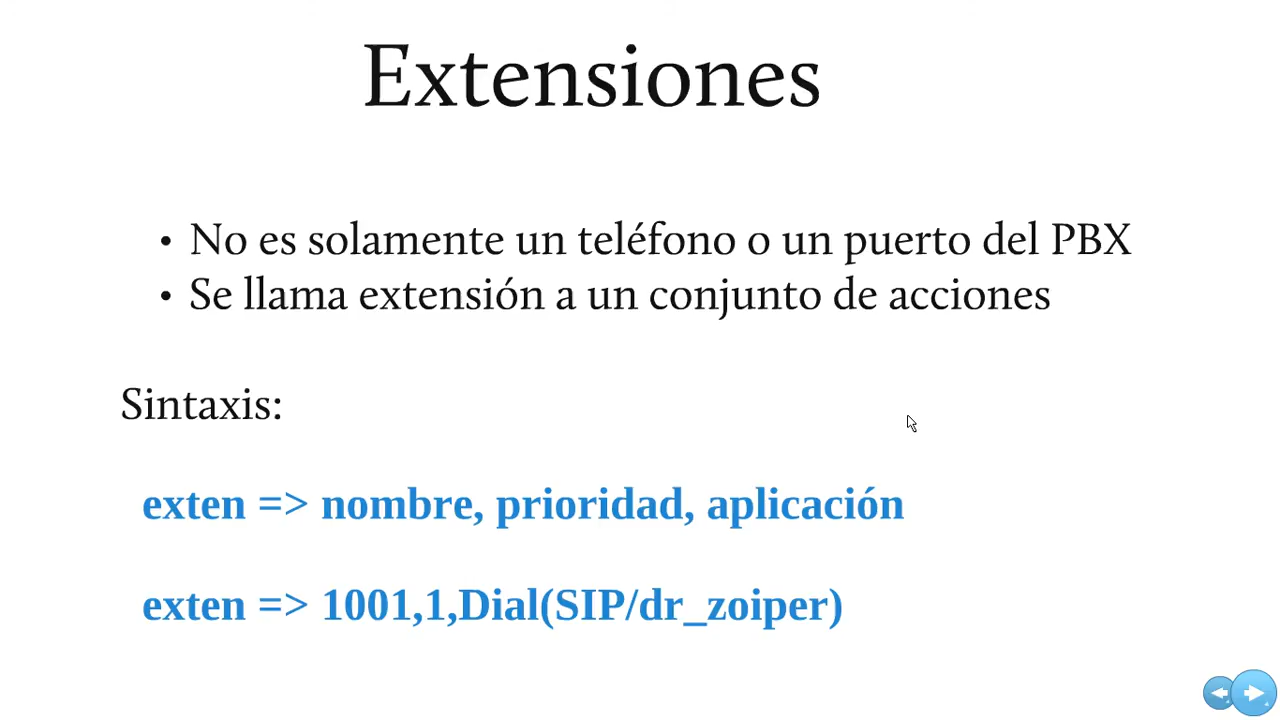 Extensiones
• No es solamente un teléfono o un puerto del PBX
• Se llama extensión a un conjunto de acciones
Sintaxis:
exten => nombre, prioridad, aplicación
exten => 1001,1,Dial(SIP/dr_zoiper)